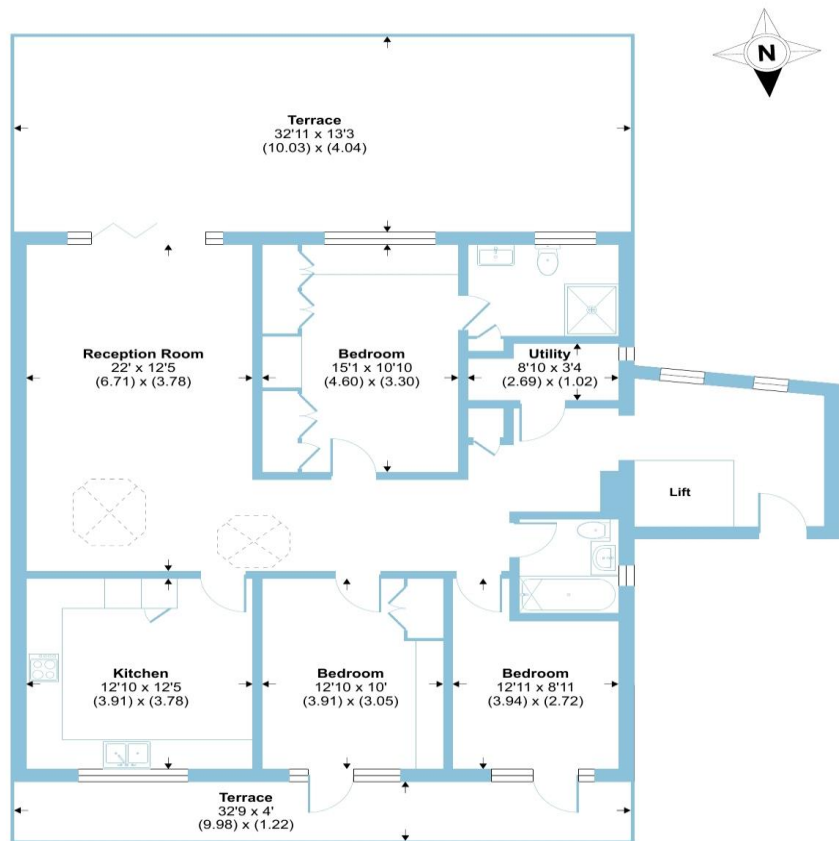 N
Terrace
32'11 x 13'3
(10.03) x (4.04)
Reception Room
22' x 12'5
(6.71) x (3.78)
Bedroom
15'1 x 10'10
(4.60) x (3.30)
Utility
8'10 x 3'4
(2.69) x (1.02)
Lift
Kitchen
12'10 x 12'5
(3.91) x (3.78)
Bedroom
12'10 x 10'
(3.91) x (3.05)
Bedroom
12'11 x 8'11
(3.94) x (2.72)
Terrace
32'9 x 4'
(9.98) x (1.22)